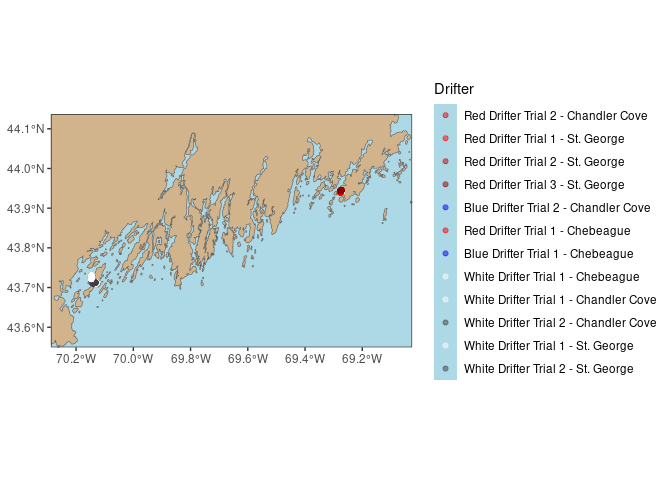 Drifter
Red Drifter Trial 2 - Chandler Cove
Red Drifter Trial 1 - St. George
Red Drifter Trial 2 - St. George
Red Drifter Trial 3 - St. George
Blue Drifter Trial 2 - Chandler Cove
Red Drifter Trial 1 - Chebeague
Blue Drifter Trial 1 - Chebeague
White Drifter Trial 1 - Chebeague
White Drifter Trial 1 - Chandler Cove
White Drifter Trial 2 - Chandler Cove
White Drifter Trial 1 - St. George
White Drifter Trial 2 - St. George
44.1°N
44.0°N
43.9°N
43.8°N
43.7°N
43.6°N
70.2°W 70.0°W 69.8°W 69.6°W 69.4°W 69.2°W